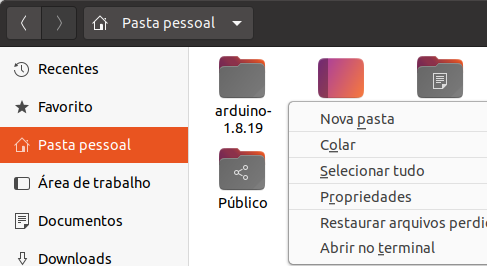 Pasta pessoal
Recentes
Favorito
Pasta pessoal
Área de trabalho
Documentos
Downloads
arduino-
1.8.19
Público
Nova pasta
Colar
Selecionar tudo
Propriedades
Restaurar arquivos perdi
Abrir no terminal